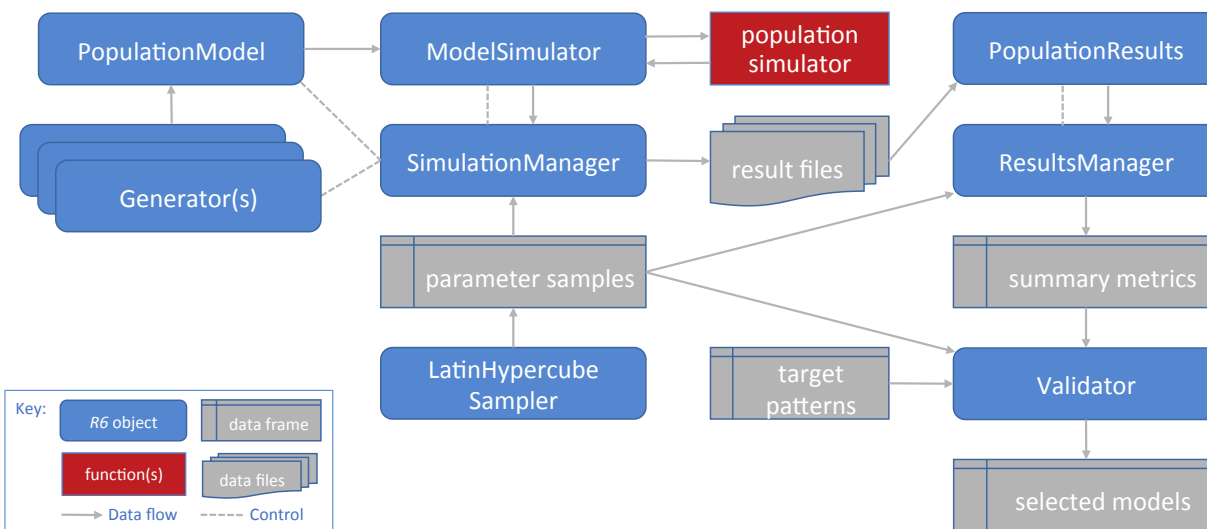 PopulationModel
ModelSimulator
population
simulator
PopulationResults
Generator(s)
SimulationManager
result files
ResultsManager
parameter samples
summary metrics
LatinHypercube
Sampler
target
patterns
Validator
selected models
Key:
R6 object
data frame
function(s)
data files
Data flow
Control